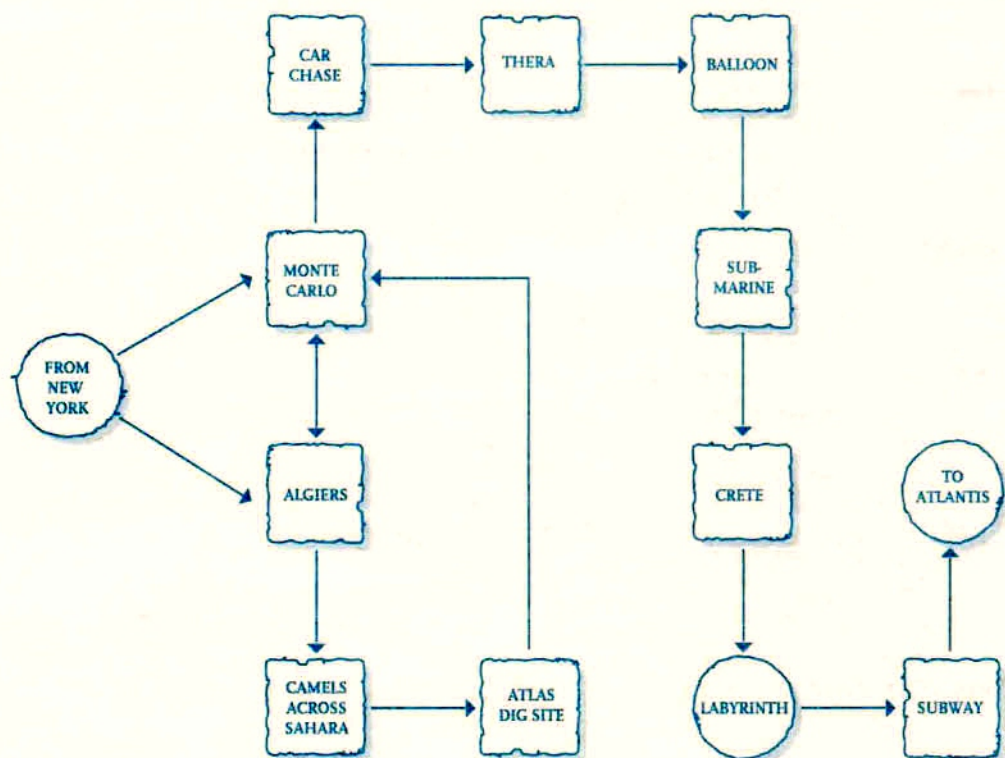 CAR
CHASE
THERA
BALLOON
MONTE
CARLO
SUB-
MARINE
FROM
NEW
YORK
ALGIERS
CRETE
TO
ATLANTIS
CAMELS
ACROSS
SAHARA
ATLAS
DIG SITE
LABYRINTH
SUBWAY